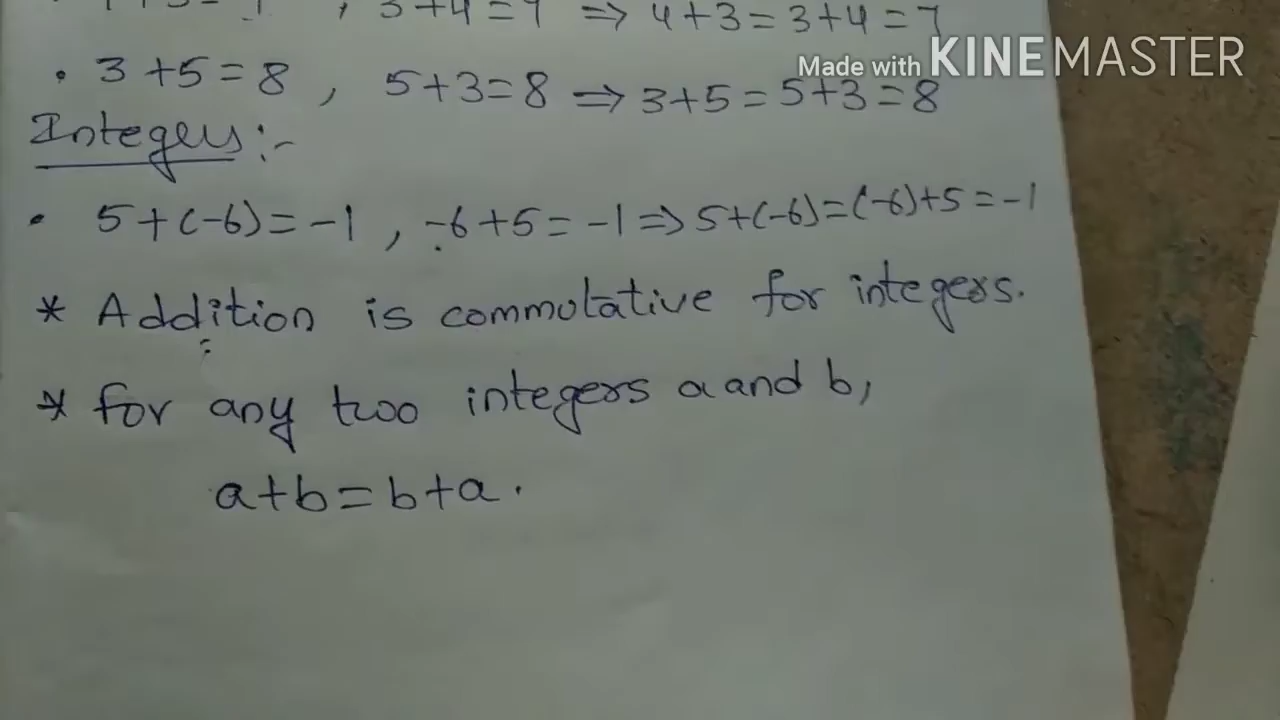 , 3+4=7 ⇒ 4+3=3+4=7
Made with KINEMASTER
• 3+5=8 , 5+3=8 ⇒ 3+5=5+3=8
Integers:-
• 5+(-6)=-1 , -6+5=-1 ⇒ 5+(-6)=(-6)+5=-1
* Addition is commutative for integers.
* for any two integers a and b,
a+b=b+a.